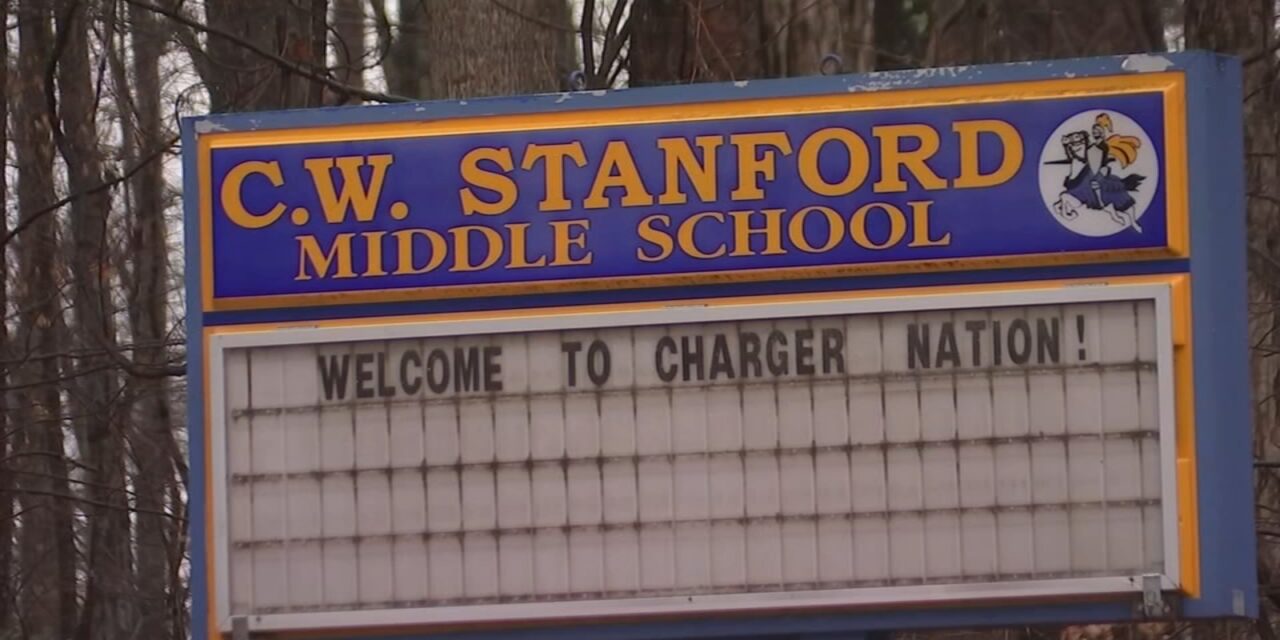 C.W. STANFORD
MIDDLE SCHOOL
WELCOME TO CHARGER NATION!